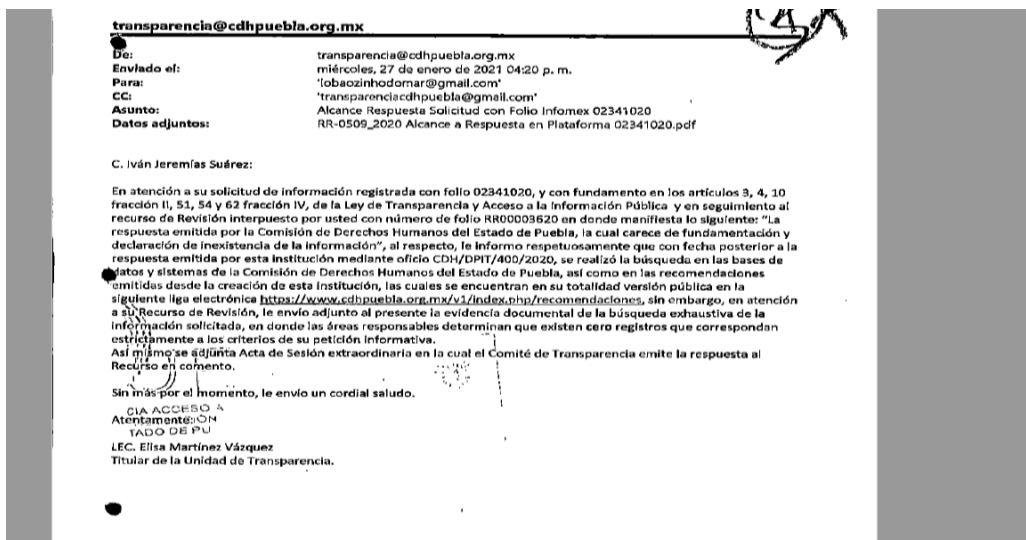 transparencia@cdhpuebla.org.mx
De: transparencia@cdhpuebla.org.mx
Enviado el: miércoles, 27 de enero de 2021 04:20 p. m.
Para: 'lobaozinhodomar@gmail.com'
CC: 'transparenciacdhpuebla@gmail.com'
Asunto: Alcance Respuesta Solicitud con Folio Infomex 02341020
Datos adjuntos: RR-0509_2020 Alcance a Respuesta en Plataforma 02341020.pdf
C. Iván Jeremías Suárez:
En atención a su solicitud de información registrada con folio 02341020, y con fundamento en los artículos 3, 4, 10
fracción II, 51, 54 y 62 fracción IV, de la Ley de Transparencia y Acceso a la Información Pública y en seguimiento al
recurso de Revisión interpuesto por usted con número de folio RR00003620 en donde manifiesta lo siguiente: "La
respuesta emitida por la Comisión de Derechos Humanos del Estado de Puebla, la cual carece de fundamentación y
declaración de inexistencia de la información", al respecto, le informo respetuosamente que con fecha posterior a la
respuesta emitida por esta institución mediante oficio CDH/DPIT/400/2020, se realizó la búsqueda en las bases de
datos y sistemas de la Comisión de Derechos Humanos del Estado de Puebla, así como en las recomendaciones
emitidas desde la creación de esta institución, las cuales se encuentran en su totalidad versión pública en la
siguiente liga electrónica https://www.cdhpuebla.org.mx/v1/index.php/recomendaciones, sin embargo, en atención
a su Recurso de Revisión, le envío adjunto al presente la evidencia documental de la búsqueda exhaustiva de la
información solicitada, en donde las áreas responsables determinan que existen cero registros que correspondan
estrictamente a los criterios de su petición informativa.
Así mismo se adjunta Acta de Sesión extraordinaria en la cual el Comité de Transparencia emite la respuesta al
Recurso en comento.
Sin más por el momento, le envío un cordial saludo.
CIA ACCESO A
Atentamente: ÓN
TADO DE PU
LEC. Elisa Martínez Vázquez
Titular de la Unidad de Transparencia.